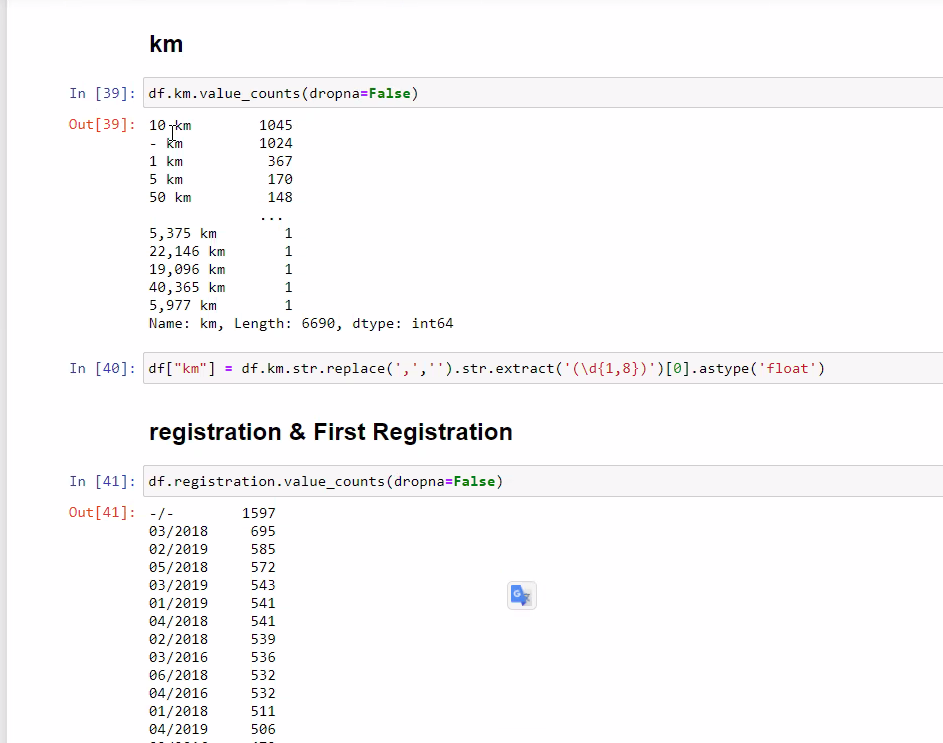 km
In [39]: df.km.value_counts(dropna=False)
Out[39]: 10 km 1045
- km 1024
1 km 367
5 km 170
50 km 148
...
5,375 km 1
22,146 km 1
19,096 km 1
40,365 km 1
5,977 km 1
Name: km, Length: 6690, dtype: int64
In [40]: df["km"] = df.km.str.replace(',','').str.extract('(\d{1,8})')[0].astype('float')
registration & First Registration
In [41]: df.registration.value_counts(dropna=False)
Out[41]: -/- 1597
03/2018 695
02/2019 585
05/2018 572
03/2019 543
01/2019 541
04/2018 541
02/2018 539
03/2016 536
06/2018 532
04/2016 532
01/2018 511
04/2019 506